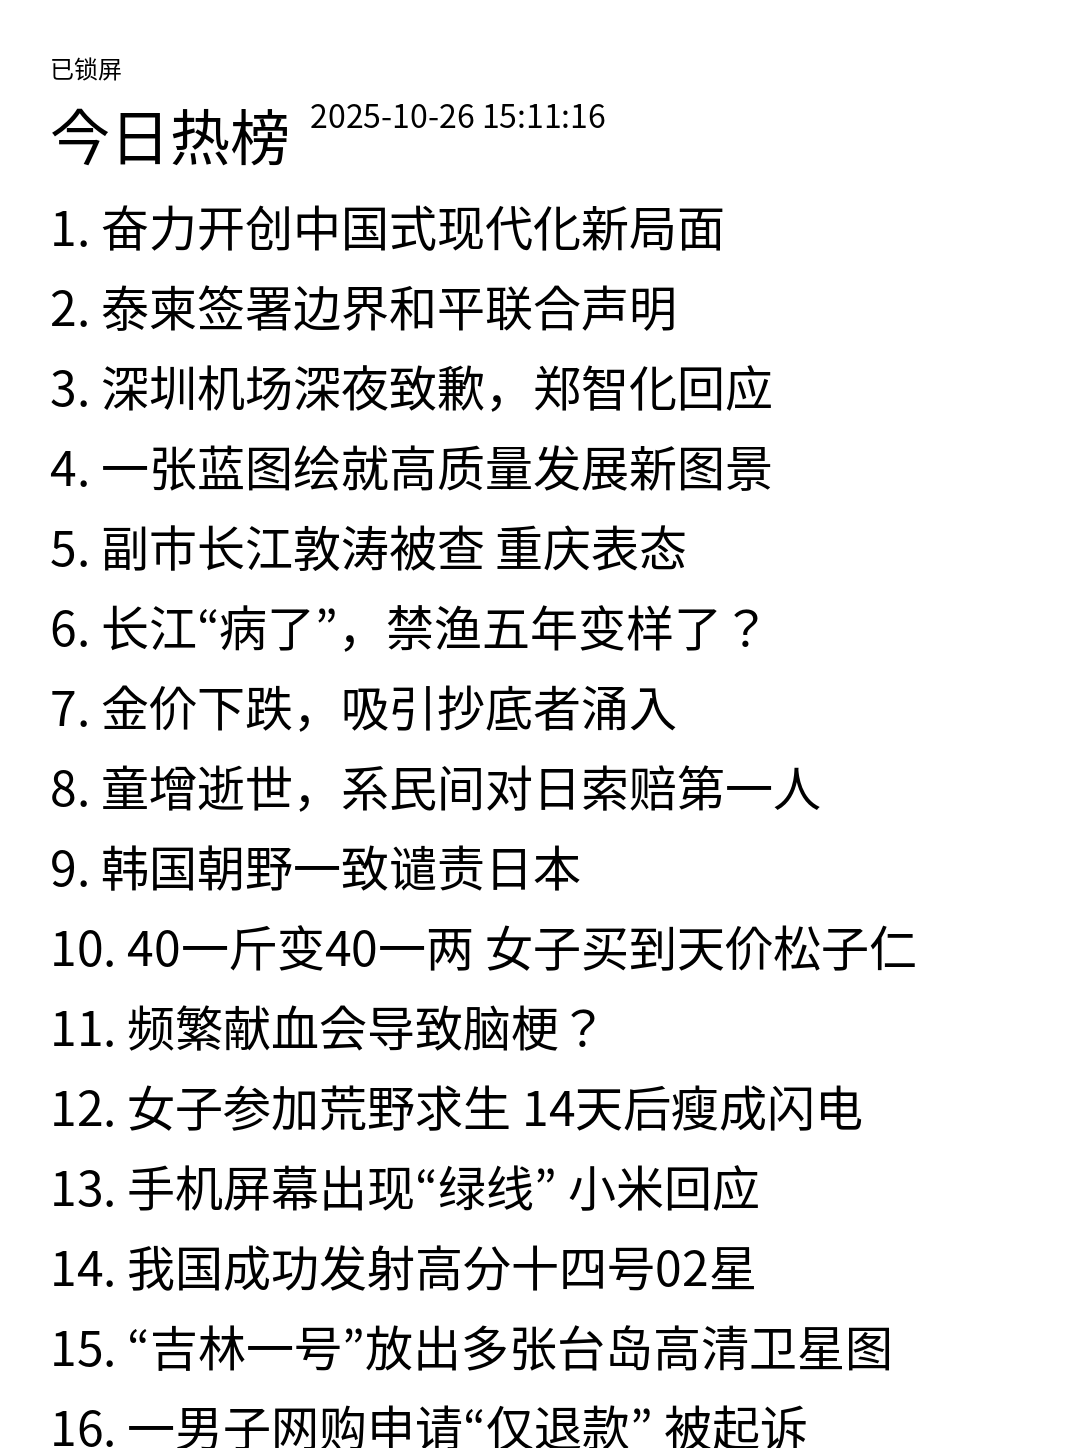 已锁屏
今日热榜 2025-10-26 15:11:16
1. 奋力开创中国式现代化新局面
2. 泰柬签署边界和平联合声明
3. 深圳机场深夜致歉，郑智化回应
4. 一张蓝图绘就高质量发展新图景
5. 副市长江敦涛被查 重庆表态
6. 长江“病了”，禁渔五年变样了？
7. 金价下跌，吸引抄底者涌入
8. 童增逝世，系民间对日索赔第一人
9. 韩国朝野一致谴责日本
10. 40一斤变40一两 女子买到天价松子仁
11. 频繁献血会导致脑梗？
12. 女子参加荒野求生 14天后瘦成闪电
13. 手机屏幕出现“绿线” 小米回应
14. 我国成功发射高分十四号02星
15. “吉林一号”放出多张台岛高清卫星图
16. 一男子网购申请“仅退款” 被起诉